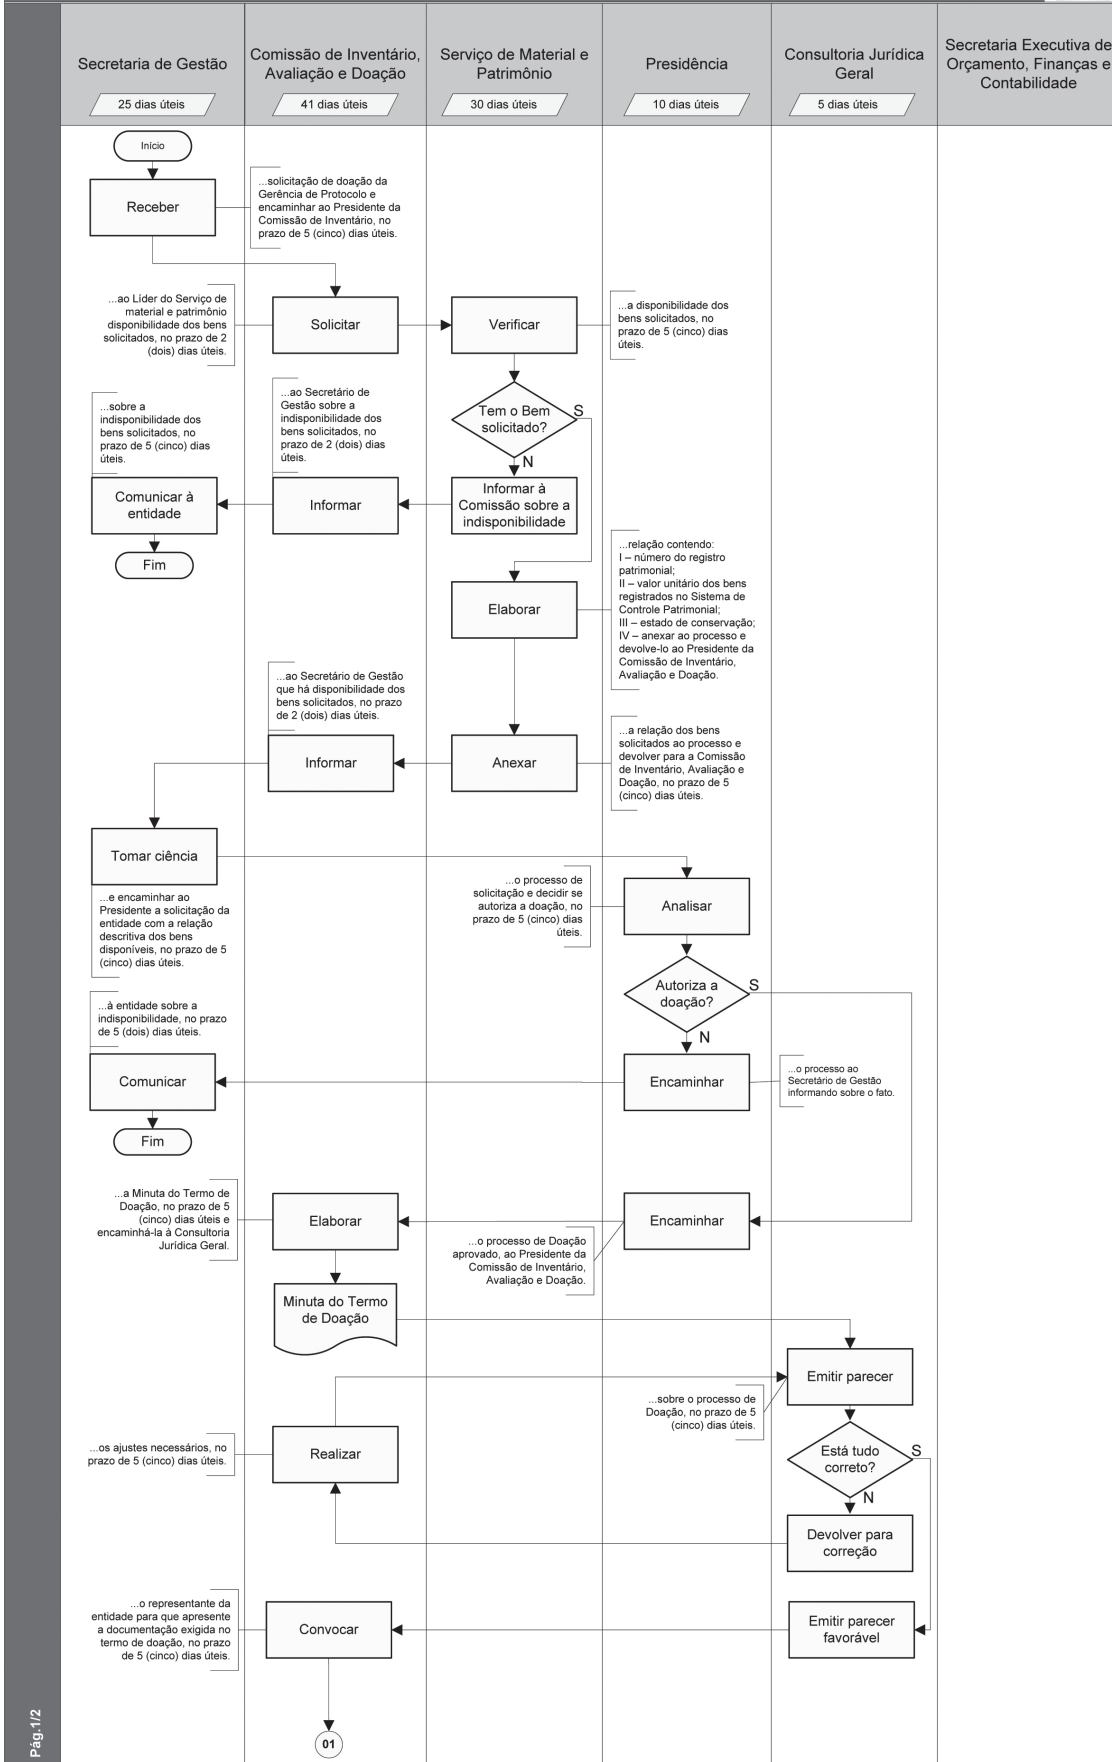 Secretaria de Gestão
25 dias úteis
Comissão de Inventário,
Avaliação e Doação
41 dias úteis
Serviço de Material e
Patrimônio
30 dias úteis
Presidência
10 dias úteis
Consultoria Jurídica
Geral
5 dias úteis
Secretaria Executiva de
Orçamento, Finanças e
Contabilidade
Início
Receber
...solicitação de doação da
Gerência de Protocolo e
encaminhar ao Presidente da
Comissão de Inventário, no
prazo de 5 (cinco) dias úteis.
...ao Líder do Serviço de
material e patrimônio
disponibilidade dos bens
solicitados, no prazo de 2
(dois) dias úteis.
Solicitar
Verificar
...a disponibilidade dos
bens solicitados, no
prazo de 5 (cinco) dias
úteis.
Tem o Bem
solicitado?
S
N
...sobre a
indisponibilidade dos
bens solicitados, no
prazo de 5 (cinco) dias
úteis.
...ao Secretário de
Gestão sobre a
indisponibilidade dos
bens solicitados, no
prazo de 2 (dois) dias
úteis.
Comunicar à
entidade
Informar
Informar à
Comissão sobre a
indisponibilidade
Fim
Elaborar
...relação contendo:
I – número do registro
patrimonial;
II – valor unitário dos bens
registrados no Sistema de
Controle Patrimonial;
III – estado de conservação;
IV – anexar ao processo e
devolve-lo ao Presidente da
Comissão de Inventário,
Avaliação e Doação.
...ao Secretário de Gestão
que há disponibilidade dos
bens solicitados, no prazo
de 2 (dois) dias úteis.
Informar
Anexar
...a relação dos bens
solicitados ao processo e
devolver para a Comissão
de Inventário, Avaliação e
Doação, no prazo de 5
(cinco) dias úteis.
Tomar ciência
...e encaminhar ao
Presidente a solicitação da
entidade com a relação
descritiva dos bens
disponíveis, no prazo de 5
(cinco) dias úteis.
...o processo de
solicitação e decidir se
autoriza a doação, no
prazo de 5 (cinco) dias
úteis.
Analisar
Autoriza a
doação?
S
N
...à entidade sobre a
indisponibilidade, no prazo
de 5 (dois) dias úteis.
Comunicar
Encaminhar
...o processo ao
Secretário de Gestão
informando sobre o fato.
Fim
...a Minuta do Termo de
Doação, no prazo de 5
(cinco) dias úteis e
encaminhá-la à Consultoria
Jurídica Geral.
Elaborar
Encaminhar
...o processo de Doação
aprovado, ao Presidente da
Comissão de Inventário,
Avaliação e Doação.
Minuta do Termo
de Doação
Emitir parecer
...sobre o processo de
Doação, no prazo de 5
(cinco) dias úteis.
...os ajustes necessários, no
prazo de 5 (cinco) dias úteis.
Realizar
Está tudo
correto?
S
N
Devolver para
correção
...o representante da
entidade para que apresente
a documentação exigida no
termo de doação, no prazo
de 5 (cinco) dias úteis.
Convocar
Emitir parecer
favorável
01
Pág.1/2